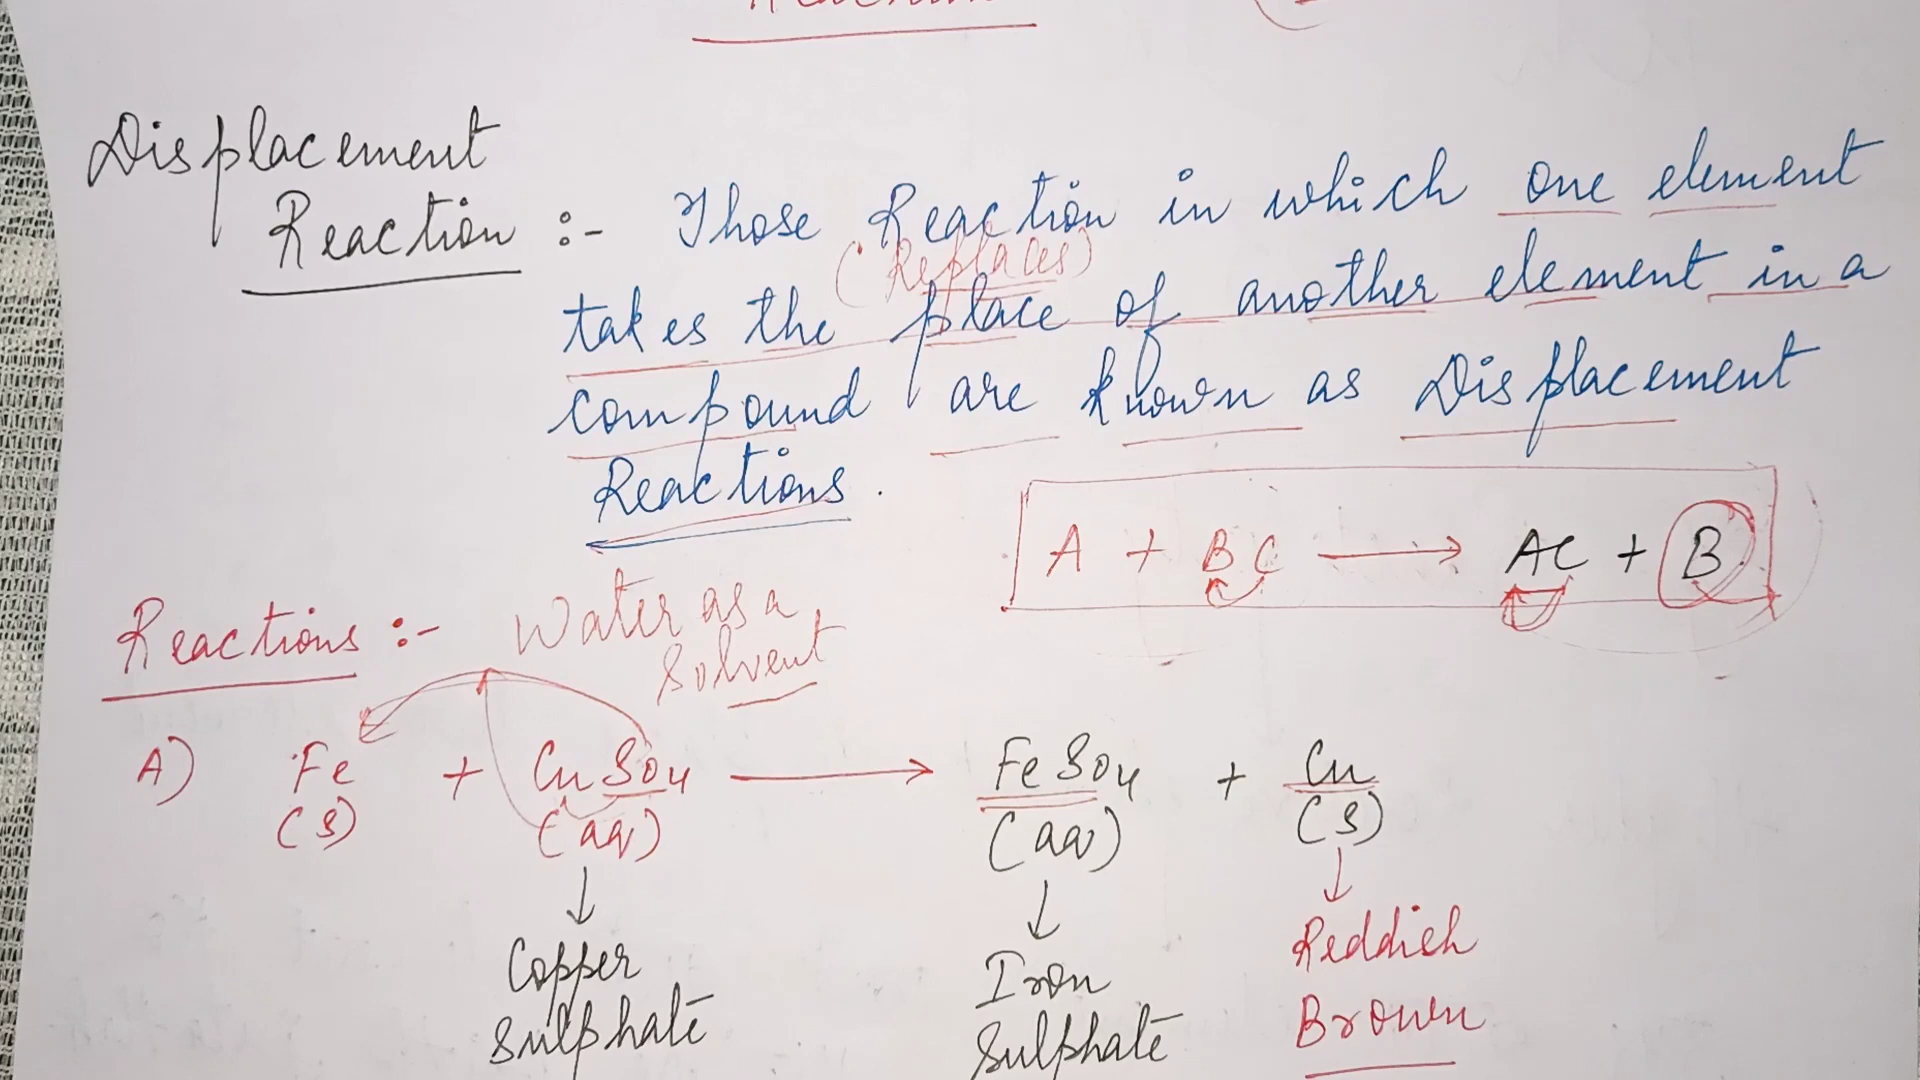 Reaction
Displacement
Reaction :- Those Reaction in which one element
(Replaces)
takes the place of another element in a
compound are known as Displacement
Reactions.
A + BC → AC + B
Reactions :- Water as a
Solvent
A) Fe + CuSO4 → FeSO4 + Cu
(s) (aq) (aq) (s)
↓ ↓ ↓
Copper Iron Reddish
Sulphate Sulphate Brown